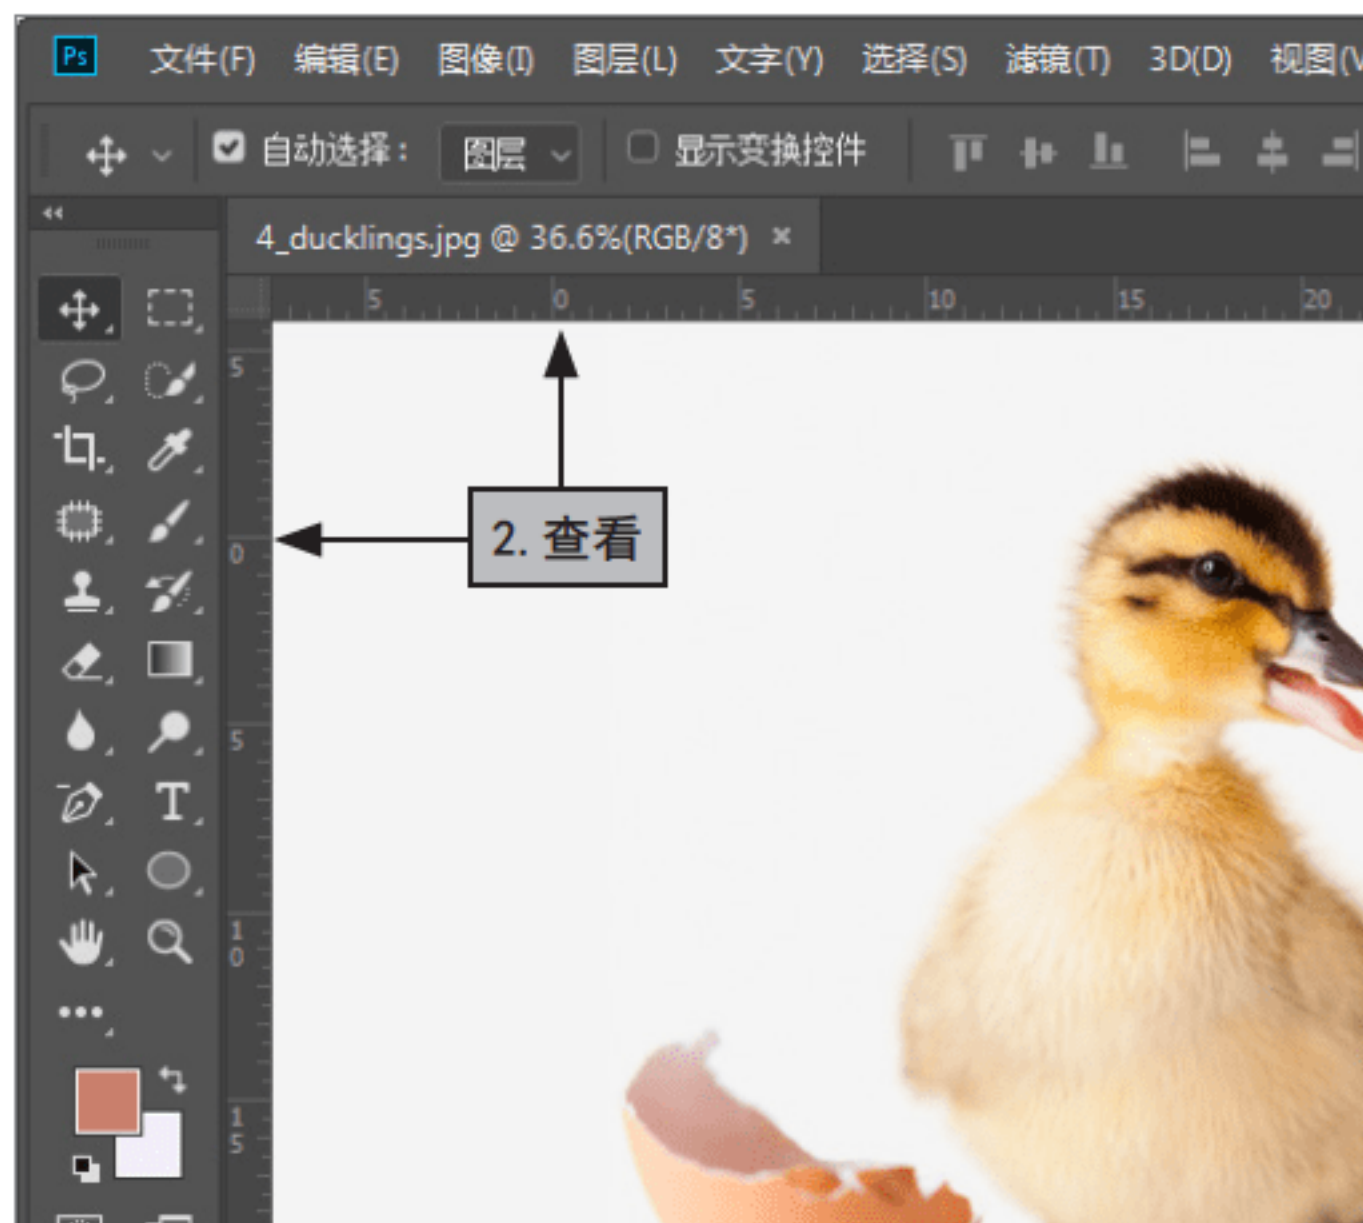 Ps 文件(F) 编辑(E) 图像(I) 图层(L) 文字(Y) 选择(S) 滤镜(T) 3D(D) 视图(V
自动选择： 图层 显示变换控件
4_ducklings.jpg @ 36.6%(RGB/8*) ×
5 0 5 10 15 20
5
2. 查看
0
5
T
10
15